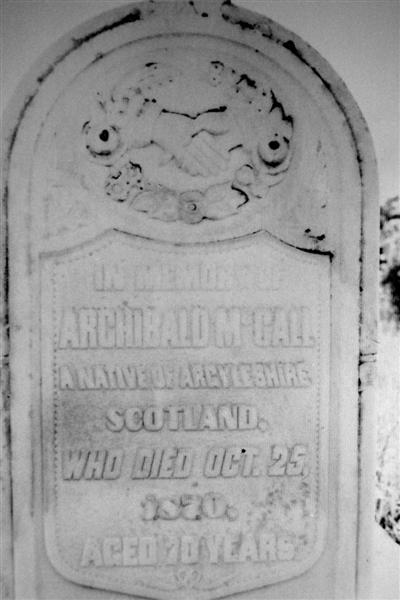 IN MEMORY OF
ARCHIBALD McCALL
A NATIVE OF ARGYLESHIRE
SCOTLAND.
WHO DIED OCT. 25,
1870.
AGED 70 YEARS